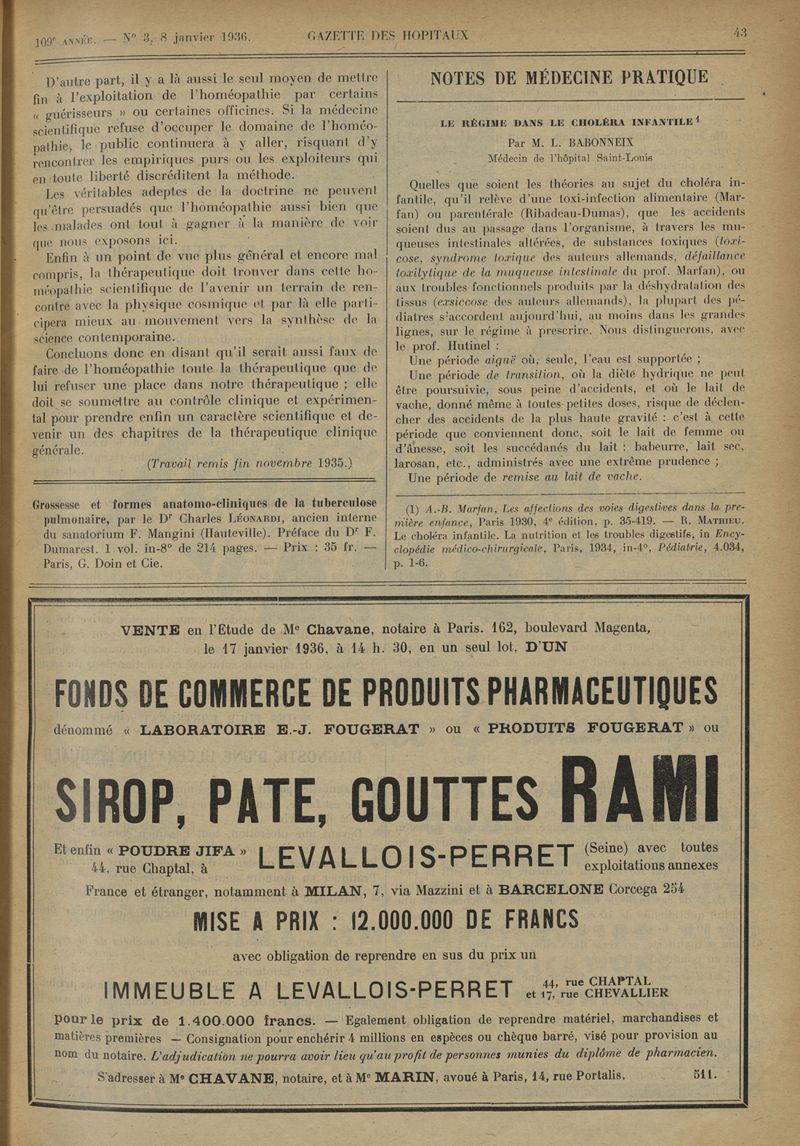 109e ANNÉE. — N° 3, 8 janvier 1936.
GAZETTE DES HOPITAUX
43
D'autre part, il y a là aussi le seul moyen de mettre
fin à l'exploitation de l'homéopathie par certains
« guérisseurs » ou certaines officines. Si la médecine
scientifique refuse d'occuper le domaine de l'homéo-
pathie, le public continuera à y aller, risquant d'y
rencontrer les empiriques purs ou les exploiteurs qui
en toute liberté discréditent la méthode.
Les véritables adeptes de la doctrine ne peuvent
qu'être persuadés que l'homéopathie aussi bien que
les malades ont tout à gagner à la manière de voir
que nous exposons ici.
Enfin à un point de vue plus général et encore mal
compris, la thérapeutique doit trouver dans cette ho-
méopathie scientifique de l'avenir un terrain de ren-
contre avec la physique cosmique et par là elle parti-
cipera mieux au mouvement vers la synthèse de la
science contemporaine.
Concluons donc en disant qu'il serait aussi faux de
faire de l'homéopathie toute la thérapeutique que de
lui refuser une place dans notre thérapeutique ; elle
doit se soumettre au contrôle clinique et expérimen-
tal pour prendre enfin un caractère scientifique et de-
venir un des chapitres de la thérapeutique clinique
générale.
(Travail remis fin novembre 1935.)
Grossesse et formes anatomo-cliniques de la tuberculose
pulmonaire, par le Dr Charles LÉONARDI, ancien interne
du sanatorium F. Mangini (Hauteville). Préface du Dr F.
Dumarest. 1 vol. in-8° de 214 pages. — Prix : 35 fr. —
Paris, G. Doin et Cie.
NOTES DE MÉDECINE PRATIQUE
LE RÉGIME DANS LE CHOLÉRA INFANTILE1
Par M. L. BABONNEIX
Médecin de l'hôpital Saint-Louis
Quelles que soient les théories au sujet du choléra in-
fantile, qu'il relève d'une toxi-infection alimentaire (Mar-
fan) ou parentérale (Ribadeau-Dumas), que les accidents
soient dus au passage dans l'organisme, à travers les mu-
queuses intestinales altérées, de substances toxiques (toxi-
cose, syndrome toxique des auteurs allemands, défaillance
toxilytique de la muqueuse intestinale du prof. Marfan), ou
aux troubles fonctionnels produits par la déshydratation des
tissus (exsiccose des auteurs allemands), la plupart des pé-
diatres s'accordent aujourd'hui, au moins dans les grandes
lignes, sur le régime à prescrire. Nous distinguerons, avec
le prof. Hutinel :
Une période aiguë où, seule, l'eau est supportée ;
Une période de transition, où la diète hydrique ne peut
être poursuivie, sous peine d'accidents, et où le lait de
vache, donné même à toutes petites doses, risque de déclen-
cher des accidents de la plus haute gravité : c'est à cette
période que conviennent donc, soit le lait de femme ou
d'ânesse, soit les succédanés du lait : babeurre, lait sec,
larosan, etc., administrés avec une extrême prudence ;
Une période de remise au lait de vache.
(1) A.-B. Marfan, Les affections des voies digestives dans la pre-
mière enfance, Paris 1930, 4e édition, p. 35-419. — R. MATHIEU.
Le choléra infantile. La nutrition et les troubles digestifs, in Ency-
clopédie médico-chirurgicale, Paris, 1934, in-4°, Pédiatrie, 4.034,
p. 1-6.
VENTE en l'Etude de Me Chavane, notaire à Paris. 162, boulevard Magenta,
le 17 janvier 1936, à 14 h. 30, en un seul lot, D'UN
FONDS DE COMMERCE DE PRODUITS PHARMACEUTIQUES
dénommé « LABORATOIRE E.-J. FOUGERAT » ou « PRODUITS FOUGERAT » ou
SIROP, PATE, GOUTTES RAMI
Et enfin « POUDRE JIFA »
44, rue Chaptal, à
LEVALLOIS-PERRET
(Seine) avec toutes
exploitations annexes
France et étranger, notamment à MILAN, 7, via Mazzini et à BARCELONE Corcega 254
MISE A PRIX : 12.000.000 DE FRANCS
avec obligation de reprendre en sus du prix un
IMMEUBLE A LEVALLOIS-PERRET
44, rue CHAPTAL
et 17, rue CHEVALLIER
pour le prix de 1.400.000 francs. — Egalement obligation de reprendre matériel, marchandises et
matières premières — Consignation pour enchérir 4 millions en espèces ou chèque barré, visé pour provision au
nom du notaire. L'adjudication ne pourra avoir lieu qu'au profit de personnes munies du diplôme de pharmacien.
S'adresser à Me CHAVANE, notaire, et à Me MARIN, avoué à Paris, 14, rue Portalis.
511.